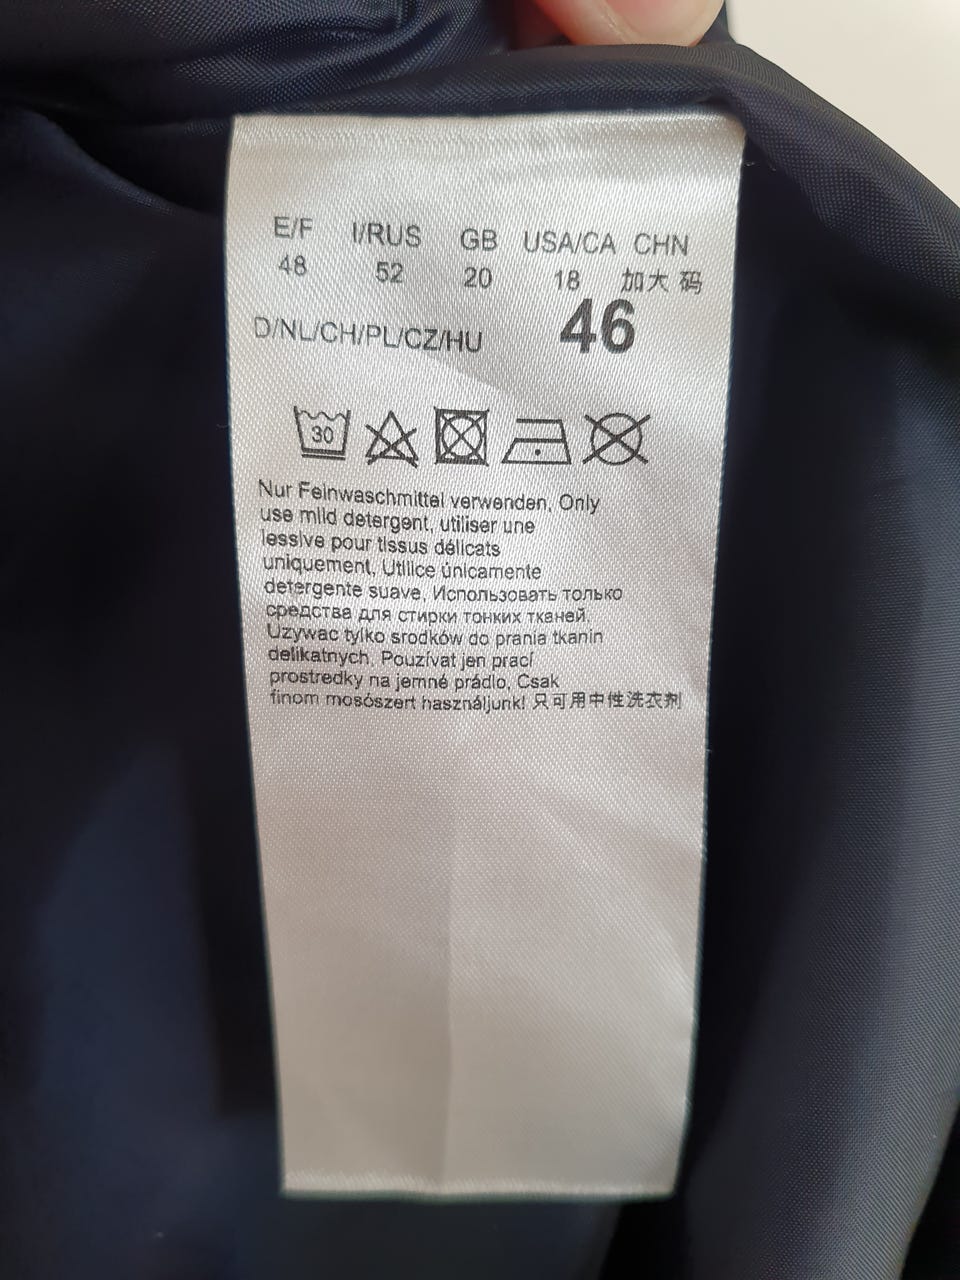 E/F I/RUS GB USA/CA CHN
48 52 20 18 加大 码
D/NL/CH/PL/CZ/HU 46
30
Nur Feinwaschmittel verwenden, Only
use mild detergent, utiliser une
lessive pour tissus délicats
uniquement, Utilice únicamente
detergente suave, Использовать только
средства для стирки тонких тканей.
Uzywac tylko srodków do prania tkanin
delikatnych, Pouzívat jen prací
prostredky na jemné prádlo, Csak
finom mosószert használjunk! 只可用中性洗衣剂